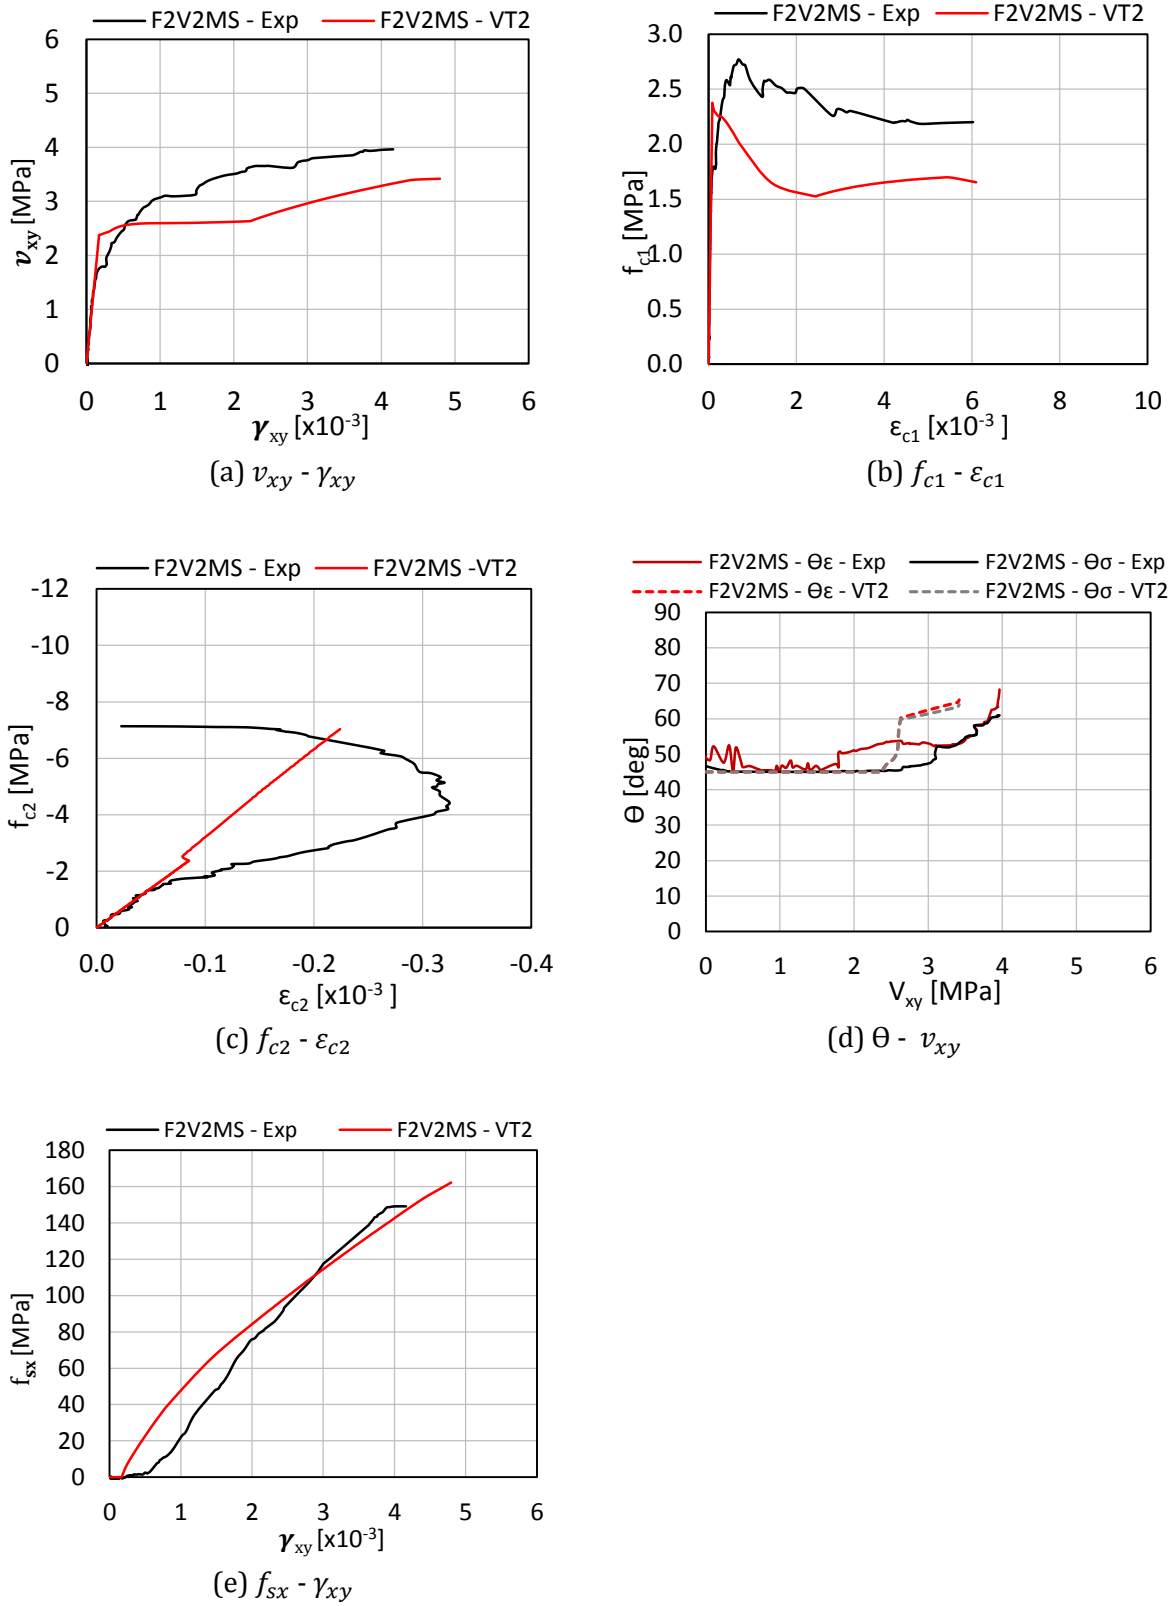 F2V2MS - Exp F2V2MS - VT2
6
5
4
3
2
1
0
v_xy [MPa]
0 1 2 3 4 5 6
γ_xy [x10^-3]
(a) v_xy - γ_xy
F2V2MS - Exp F2V2MS - VT2
3.0
2.5
2.0
1.5
1.0
0.5
0.0
f_c1 [MPa]
0 2 4 6 8 10
ε_c1 [x10^-3 ]
(b) f_c1 - ε_c1
F2V2MS - Exp F2V2MS -VT2
-12
-10
-8
-6
-4
-2
0
f_c2 [MPa]
0.0 -0.1 -0.2 -0.3 -0.4
ε_c2 [x10^-3 ]
(c) f_c2 - ε_c2
F2V2MS - Θε - Exp F2V2MS - Θσ - Exp
F2V2MS - Θε - VT2 F2V2MS - Θσ - VT2
90
80
70
60
50
40
30
20
10
0
Θ [deg]
0 1 2 3 4 5 6
V_xy [MPa]
(d) Θ - v_xy
F2V2MS - Exp F2V2MS - VT2
180
160
140
120
100
80
60
40
20
0
f_sx [MPa]
0 1 2 3 4 5 6
γ_xy [x10^-3]
(e) f_sx - γ_xy